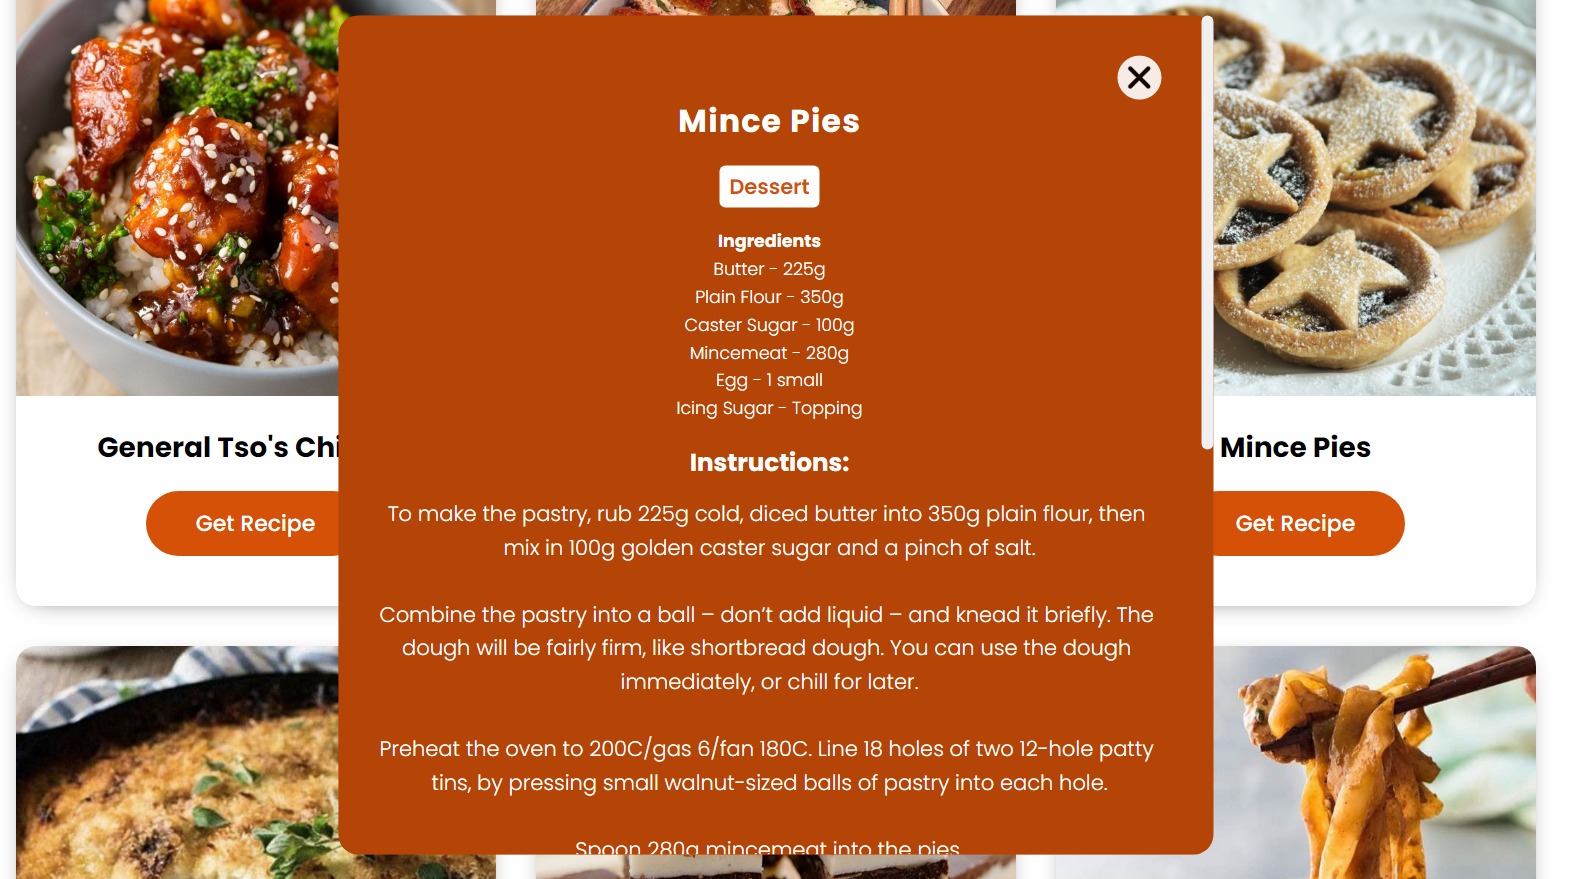 Mince Pies
Dessert
Ingredients
Butter - 225g
Plain Flour - 350g
Caster Sugar - 100g
Mincemeat - 280g
Egg - 1 small
Icing Sugar - Topping
Instructions:
To make the pastry, rub 225g cold, diced butter into 350g plain flour, then
mix in 100g golden caster sugar and a pinch of salt.
Combine the pastry into a ball – don’t add liquid – and knead it briefly. The
dough will be fairly firm, like shortbread dough. You can use the dough
immediately, or chill for later.
Preheat the oven to 200C/gas 6/fan 180C. Line 18 holes of two 12-hole patty
tins, by pressing small walnut-sized balls of pastry into each hole.
Spoon 280g mincemeat into the pies.
General Tso's Chi
Get Recipe
Mince Pies
Get Recipe